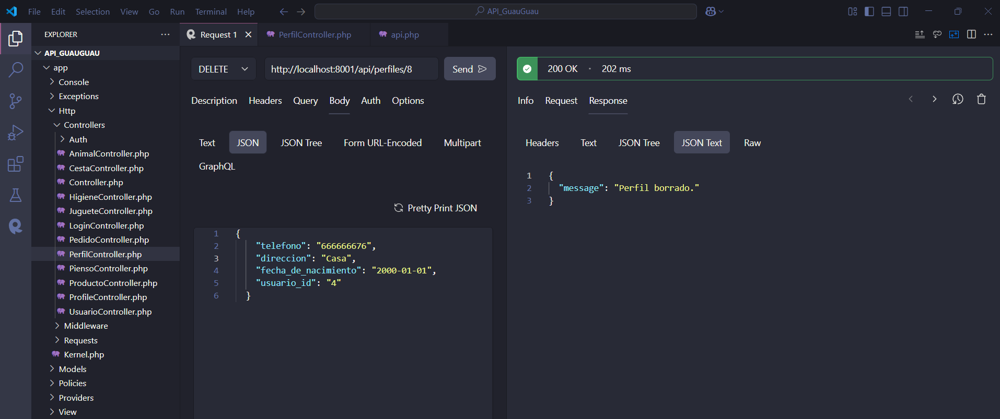 File Edit Selection View Go Run Terminal Help
API_GuauGuau
EXPLORER
API_GUAUGUAU
app
Console
Exceptions
Http
Controllers
Auth
AnimalController.php
CestaController.php
Controller.php
HigieneController.php
JugueteController.php
LoginController.php
PedidoController.php
PerfilController.php
PiensoController.php
ProductoController.php
ProfileController.php
UsuarioController.php
Middleware
Requests
Kernel.php
Models
Policies
Providers
View
Request 1 PerfilController.php api.php
DELETE http://localhost:8001/api/perfiles/8 Send
Description Headers Query Body Auth Options
Text JSON JSON Tree Form URL-Encoded Multipart
GraphQL
Pretty Print JSON
1 {
2 "telefono": "666666676",
3 "direccion": "Casa",
4 "fecha_de_nacimiento": "2000-01-01",
5 "usuario_id": "4"
6 }
200 OK · 202 ms
Info Request Response
Headers Text JSON Tree JSON Text Raw
1 {
2 "message": "Perfil borrado."
3 }